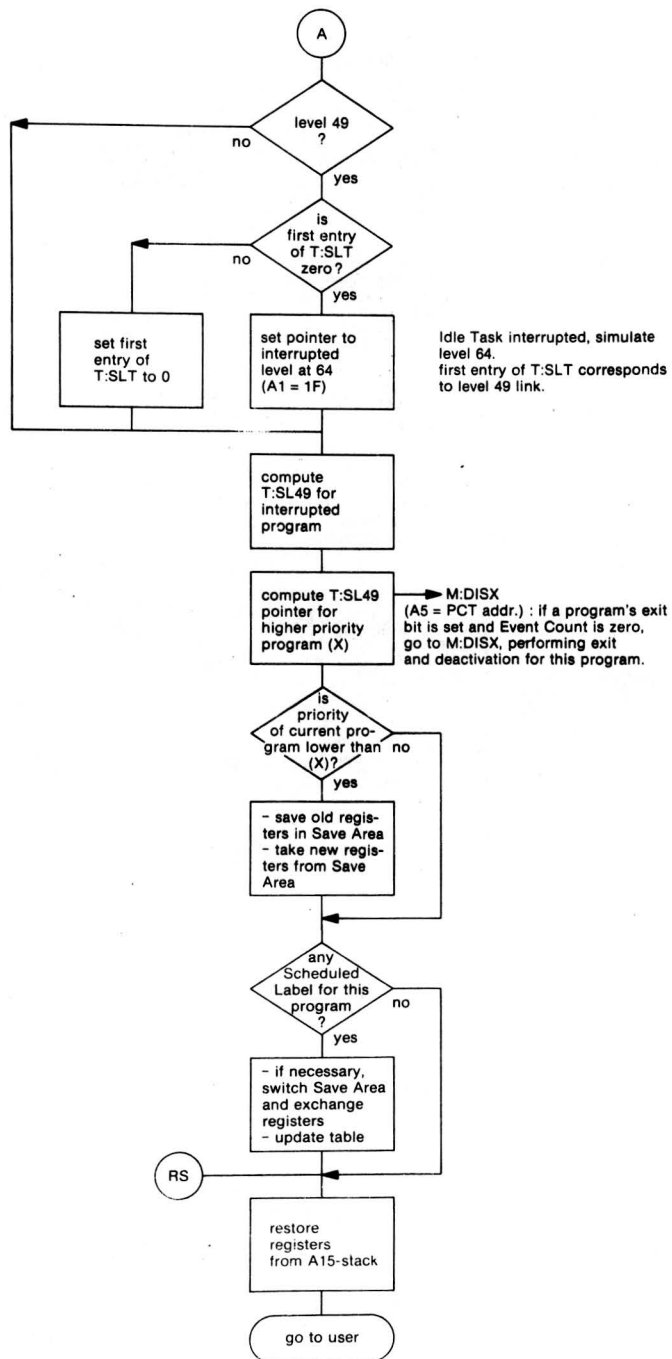 A
level 49
?
no
yes
is
first entry
of T:SLT
zero?
no
yes
set first
entry of
T:SLT to 0
set pointer to
interrupted
level at 64
(A1 = 1F)
Idle Task interrupted, simulate
level 64.
first entry of T:SLT corresponds
to level 49 link.
compute
T:SL49 for
interrupted
program
compute T:SL49
pointer for
higher priority
program (X)
M:DISX
(A5 = PCT addr.) : if a program's exit
bit is set and Event Count is zero,
go to M:DISX, performing exit
and deactivation for this program.
is
priority
of current pro-
gram lower than
(X)?
no
yes
– save old regis-
ters in Save Area
– take new regis-
ters from Save
Area
any
Scheduled
Label for this
program
?
no
yes
– if necessary,
switch Save Area
and exchange
registers
– update table
RS
restore
registers
from A15-stack
go to user